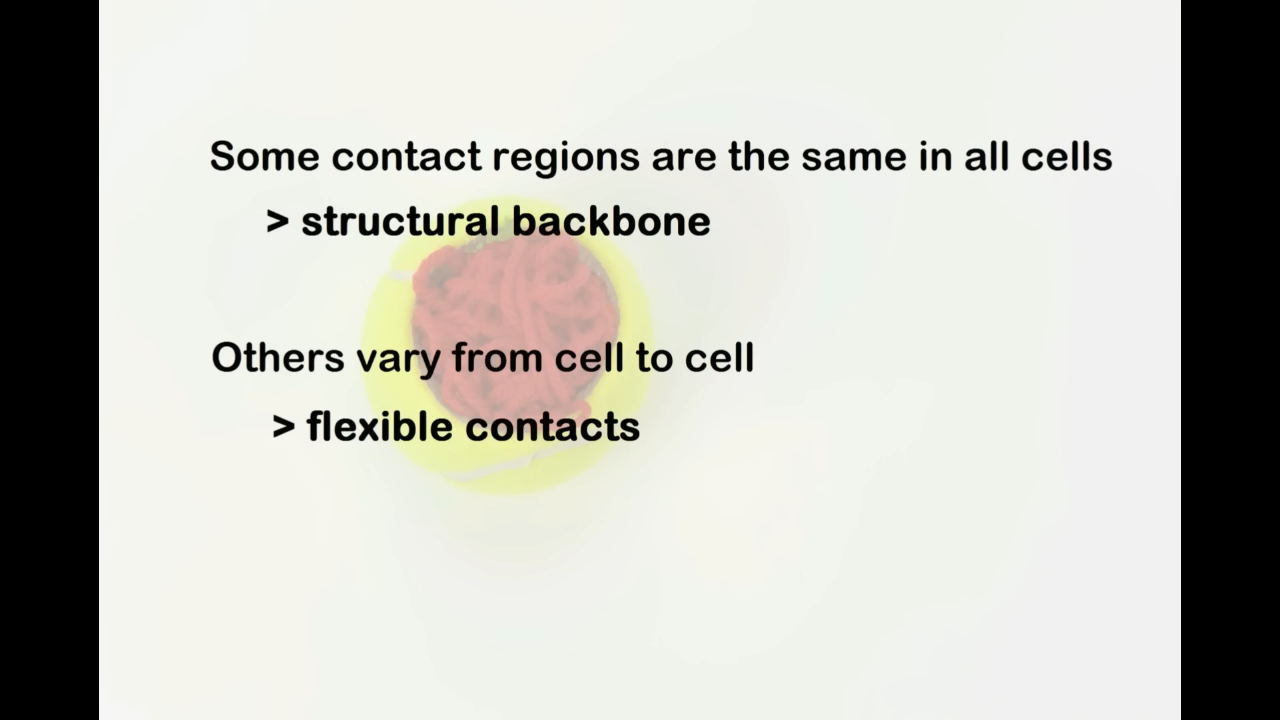 Some contact regions are the same in all cells
> structural backbone
Others vary from cell to cell
> flexible contacts